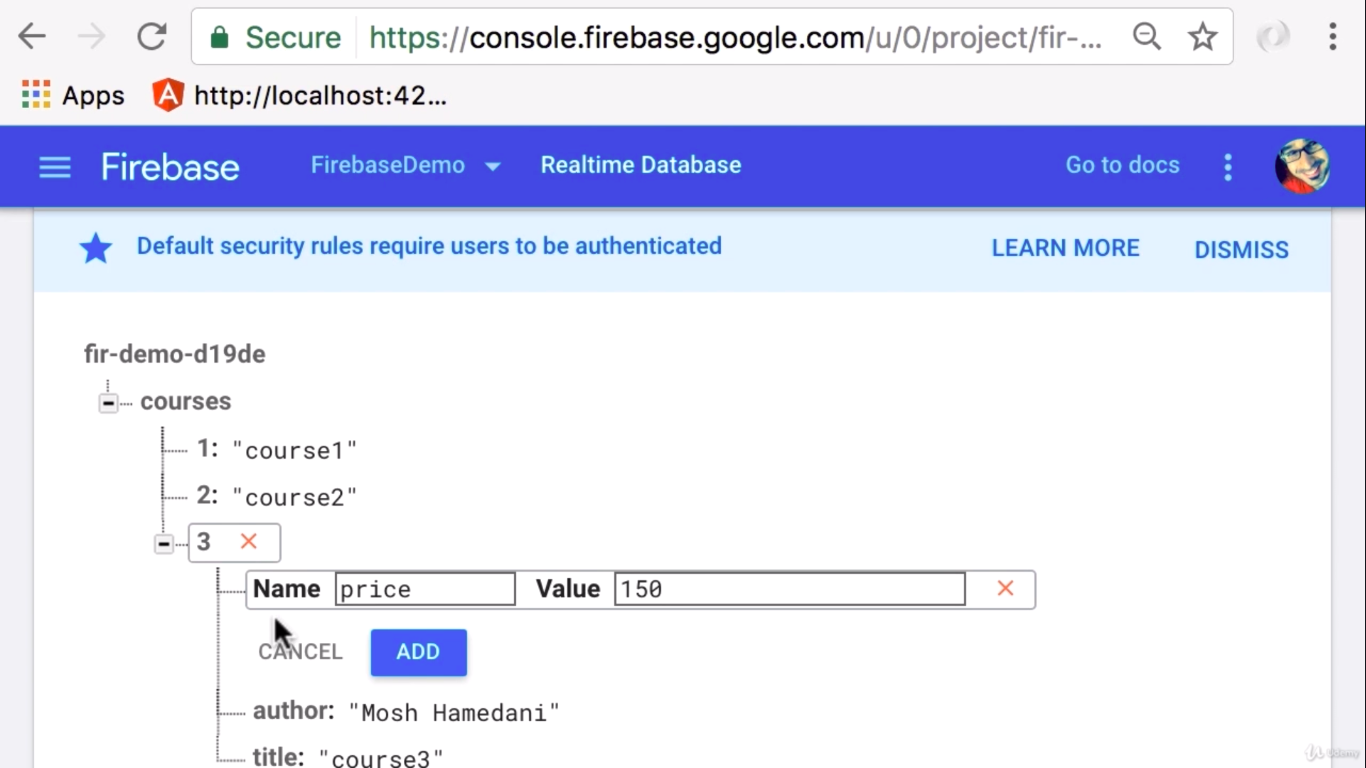 Secure https://console.firebase.google.com/u/0/project/fir-...
Apps http://localhost:42...
Firebase FirebaseDemo Realtime Database Go to docs
Default security rules require users to be authenticated LEARN MORE DISMISS
fir-demo-d19de
courses
1: "course1"
2: "course2"
3
Name price Value 150
CANCEL ADD
author: "Mosh Hamedani"
title: "course3"
Udemy